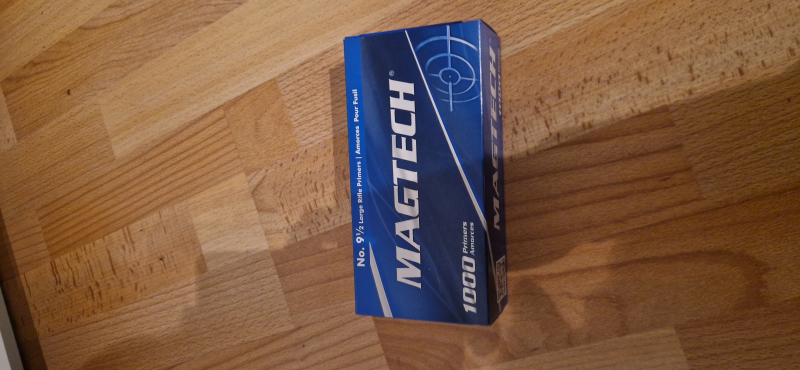 No. 9½ Large Rifle Primers | Amorces Pour Fusil
MAGTECH®
1000 Primers
Amorces
MAGTECH